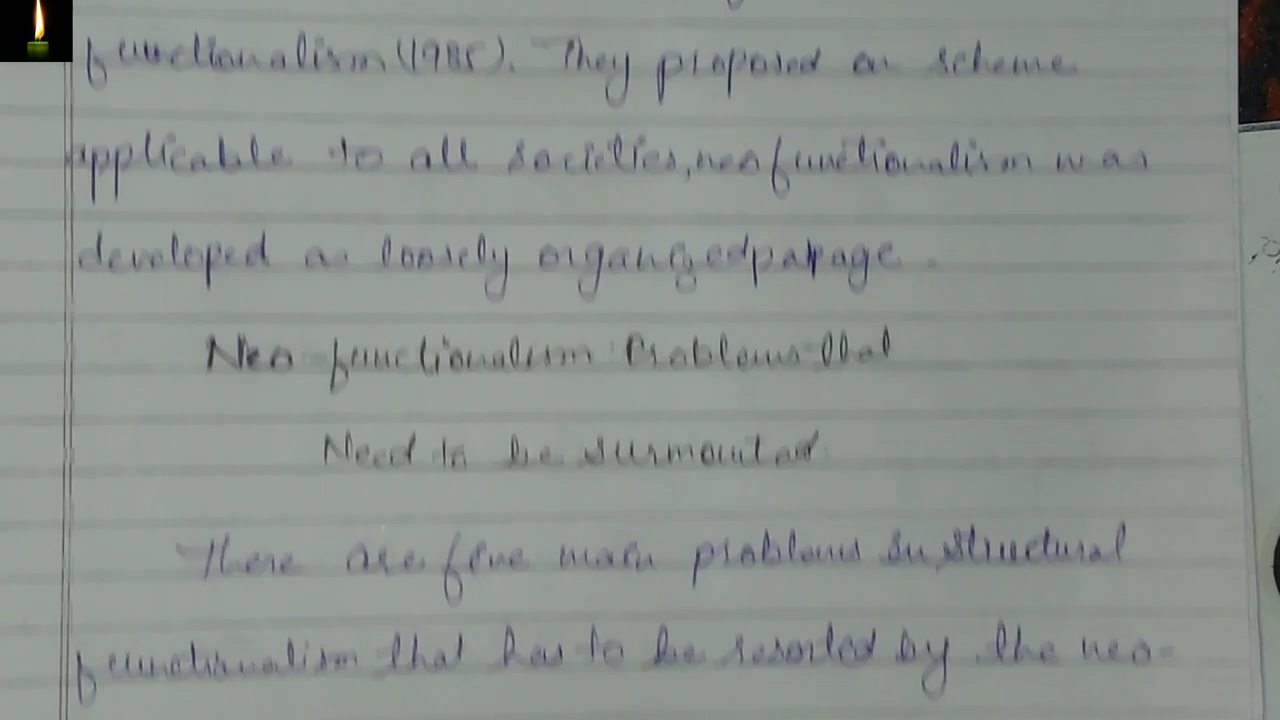 functionalism (1985). They proposed an scheme
applicable to all societies, neofunctionalism was
developed as loosely organized
Neo functionalism Problems that
Need to be surmounted
There are five main problems in structural
functionalism that has to be resorted by the neo-